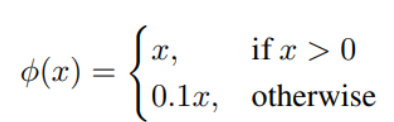 ϕ(x) = { x, if x > 0
0.1x, otherwise